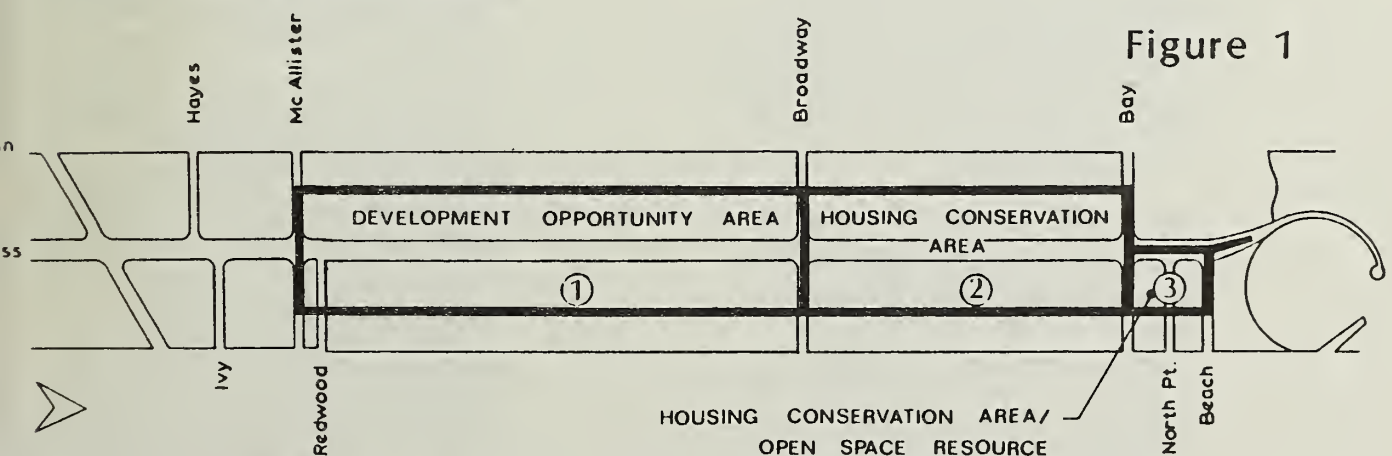 Figure 1
Hayes
Mc Allister
Broadway
Bay
DEVELOPMENT OPPORTUNITY AREA
HOUSING CONSERVATION
AREA
55
① ② ③
Ivy
Redwood
North Pt.
Beach
HOUSING CONSERVATION AREA/
OPEN SPACE RESOURCE